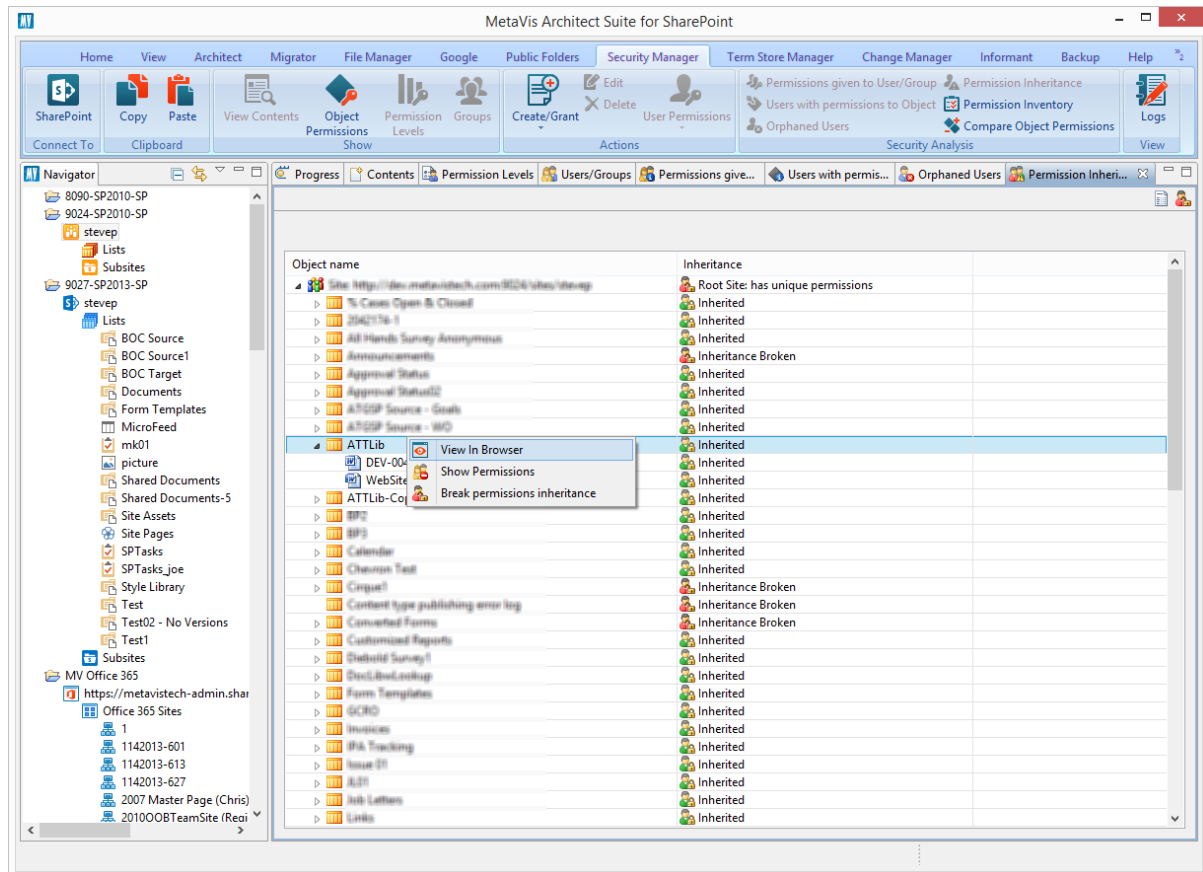 MetaVis Architect Suite for SharePoint
Home View Architect Migrator File Manager Google Public Folders Security Manager Term Store Manager Change Manager Informant Backup Help
SharePoint
Copy
Paste
View Contents
Object Permissions
Permission Levels
Groups
Create/Grant
Edit
Delete
User Permissions
Permissions given to User/Group
Users with permissions to Object
Orphaned Users
Permission Inheritance
Permission Inventory
Compare Object Permissions
Logs
Connect To Clipboard Show Actions Security Analysis View
Navigator
8090-SP2010-SP
9024-SP2010-SP
stevep
Lists
Subsites
9027-SP2013-SP
stevep
Lists
BOC Source
BOC Source1
BOC Target
Documents
Form Templates
MicroFeed
mk01
picture
Shared Documents
Shared Documents-5
Site Assets
Site Pages
SPTasks
SPTasks_joe
Style Library
Test
Test02 - No Versions
Test1
Subsites
MV Office 365
https://metavistech-admin.shar
Office 365 Sites
1
1142013-601
1142013-613
1142013-627
2007 Master Page (Chris)
2010OOBTeamSite (Regi
Progress Contents Permission Levels Users/Groups Permissions give... Users with permis... Orphaned Users Permission Inheri...
Object name Inheritance
Root Site: has unique permissions
Inherited
Inherited
Inherited
Inheritance Broken
Inherited
Inherited
Inherited
Inherited
ATTLib Inherited
DEV-004 Inherited
WebSite Inherited
ATTLib-Cop Inherited
View In Browser
Show Permissions
Break permissions inheritance
Inherited
Inherited
Inherited
Inherited
Inheritance Broken
Inheritance Broken
Inheritance Broken
Inherited
Inherited
Inherited
Inherited
Inherited
Inherited
Inherited
Inherited
Inherited
Inherited
Inherited